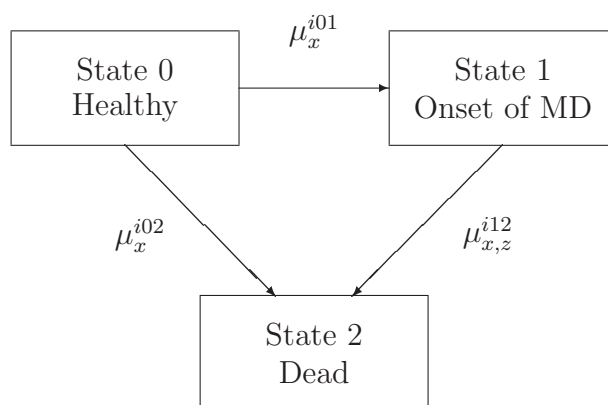 μ_x^{i01}
State 0
Healthy
State 1
Onset of MD
μ_x^{i02}
μ_{x,z}^{i12}
State 2
Dead